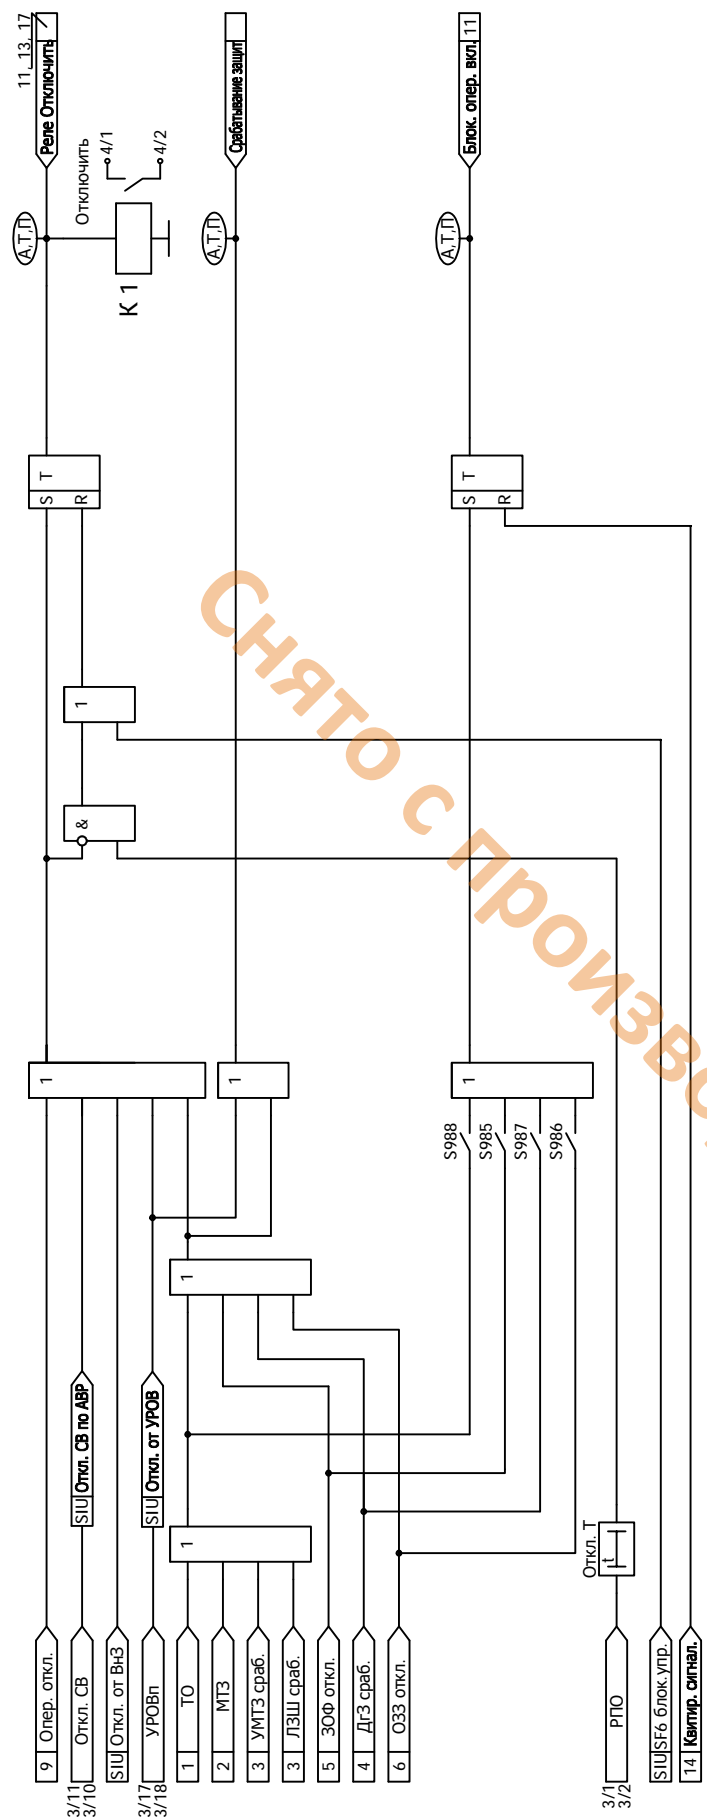 9 Опер. откл.
3/11
3/10
Откл. СВ
SIU Откл. СВ по АВР
SIU Откл. от ВнЗ
3/17
3/18
УРОВп
SIU Откл. от УРОВ
1 ТО
2 МТЗ
3 УМТЗ сраб.
3 ЛЗШ сраб.
5 ЗОФ откл.
4 ДгЗ сраб.
6 ОЗЗ откл.
3/1
3/2
РПО
SIU SF6 блок.упр.
14 Квитир. сигнал.
Откл. Т
t
1
1
1
1
1
S988
S985
S987
S986
&
1
S T
R
S T
R
А,Т,П
А,Т,П
А,Т,П
К 1
Отключить
4/1
4/2
Реле Отключить
11, 13, 17
Срабатывание защит
Блок. опер. вкл. 11
Снято с произво